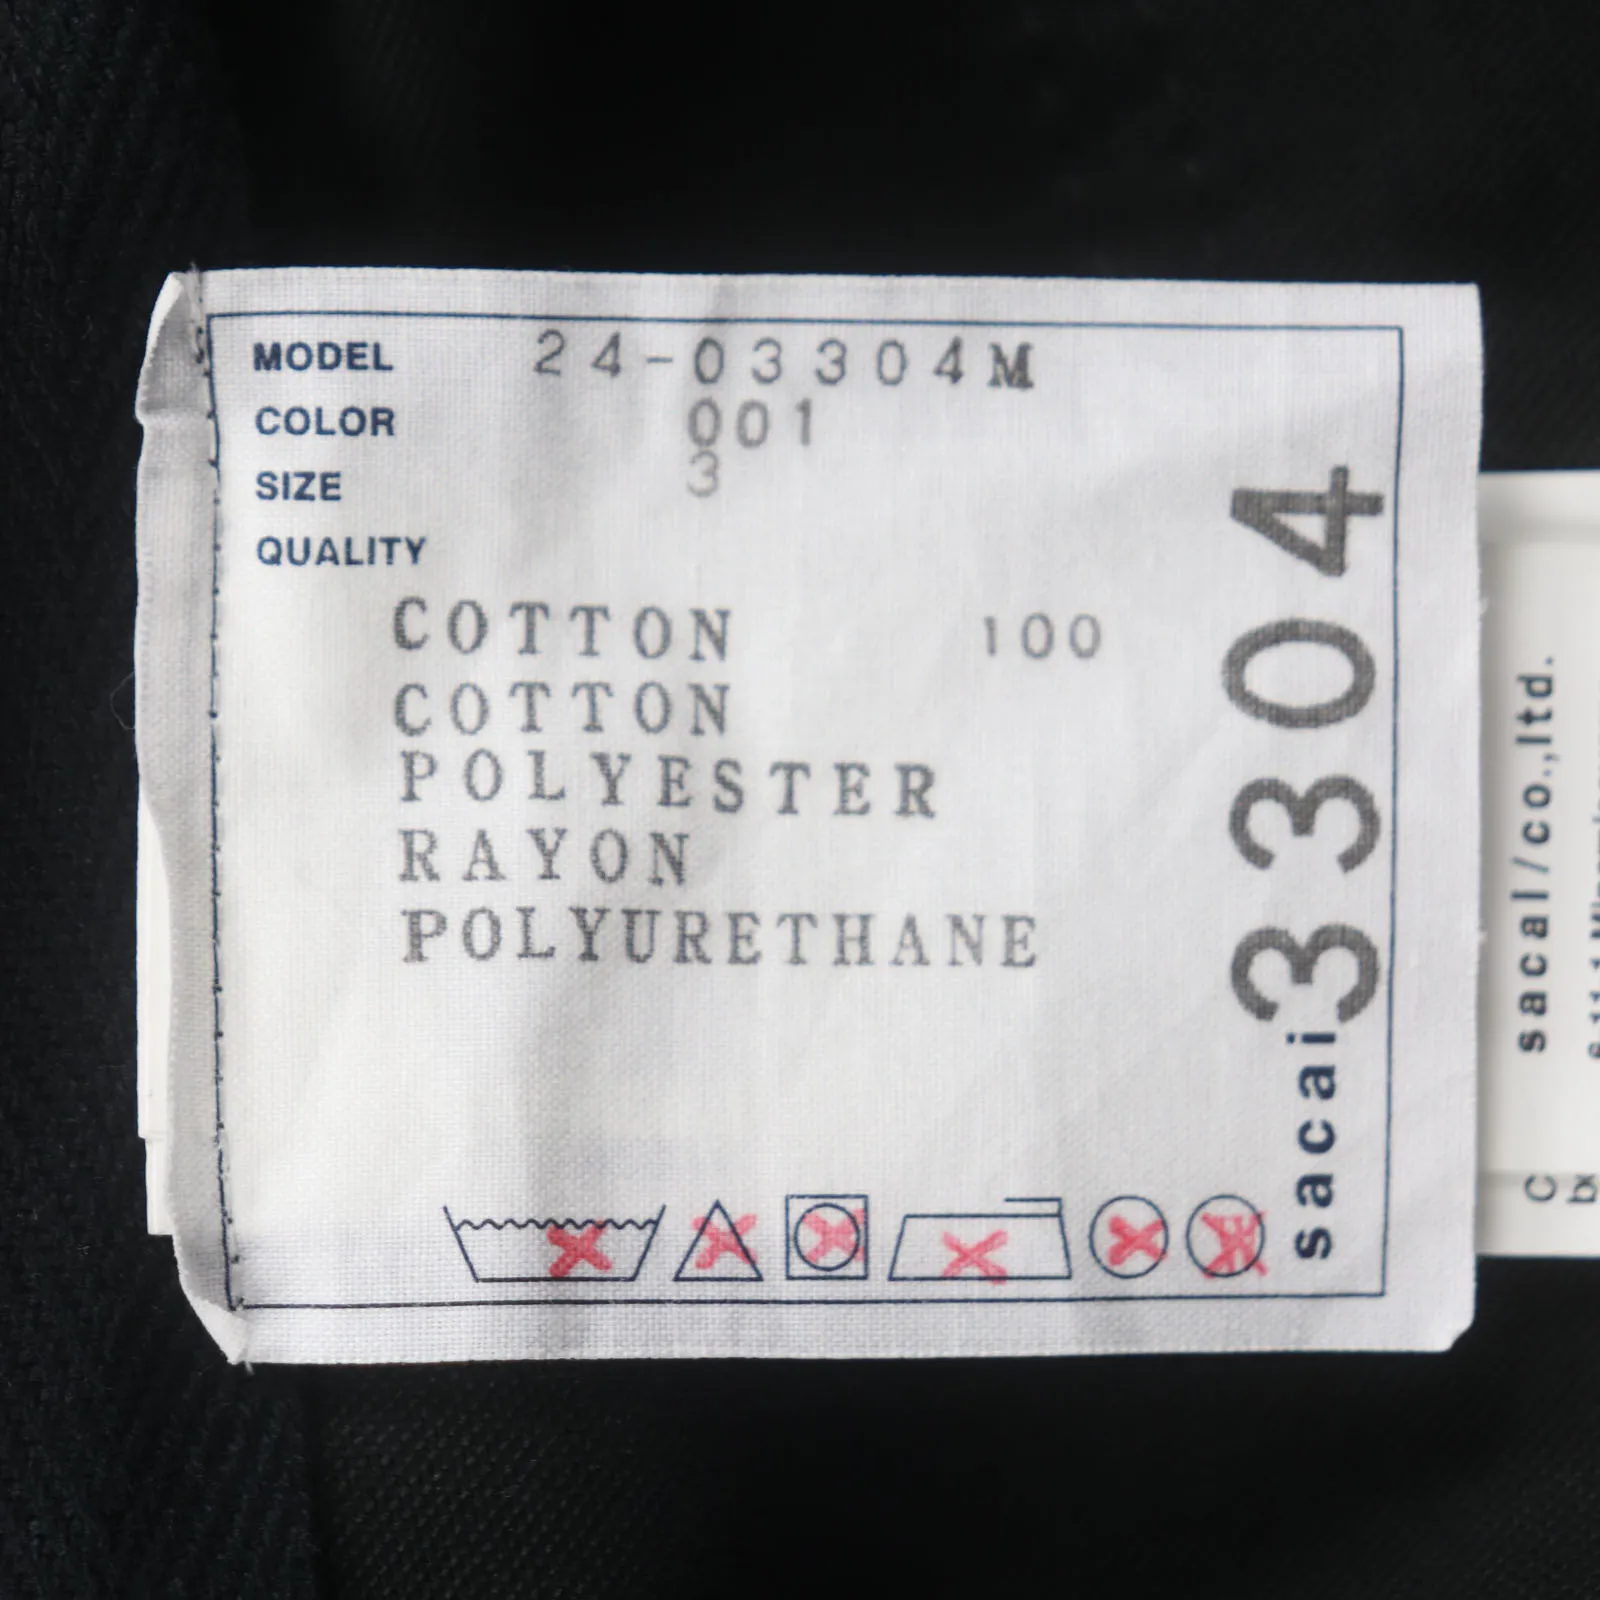 MODEL 24-03304M
COLOR 001
SIZE 3
QUALITY
COTTON 100
COTTON
POLYESTER
RAYON
POLYURETHANE
sacai 3304
sacai/co.,ltd.